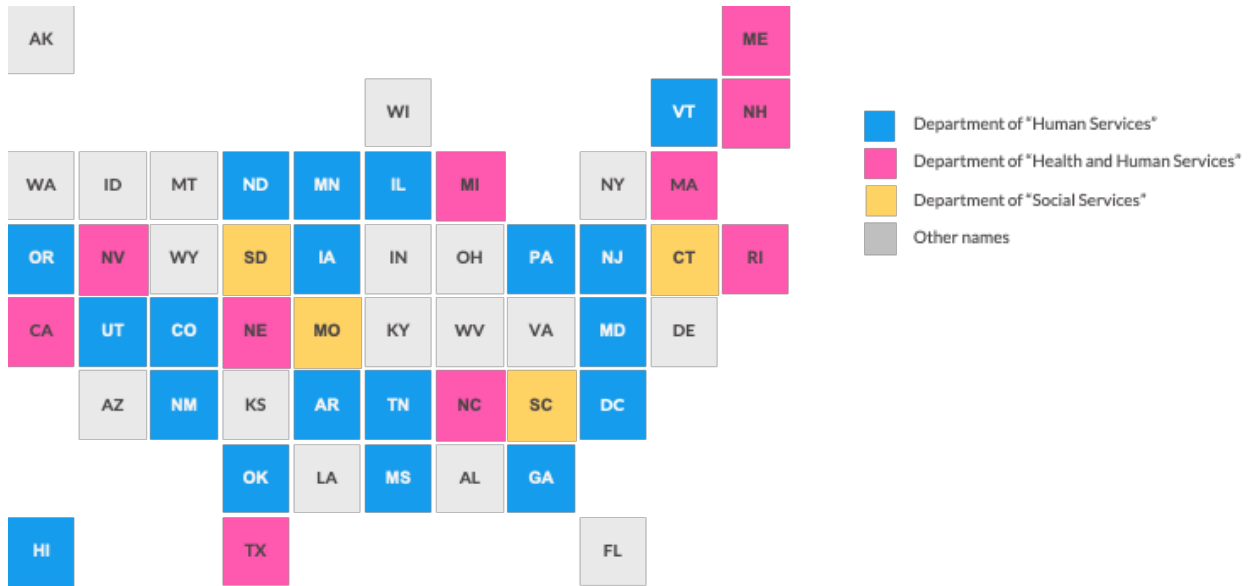 AK
ME
WI
VT
NH
WA
ID
MT
ND
MN
IL
MI
NY
MA
OR
NV
WY
SD
IA
IN
OH
PA
NJ
CT
RI
CA
UT
CO
NE
MO
KY
WV
VA
MD
DE
AZ
NM
KS
AR
TN
NC
SC
DC
OK
LA
MS
AL
GA
HI
TX
FL
Department of "Human Services"
Department of "Health and Human Services"
Department of "Social Services"
Other names